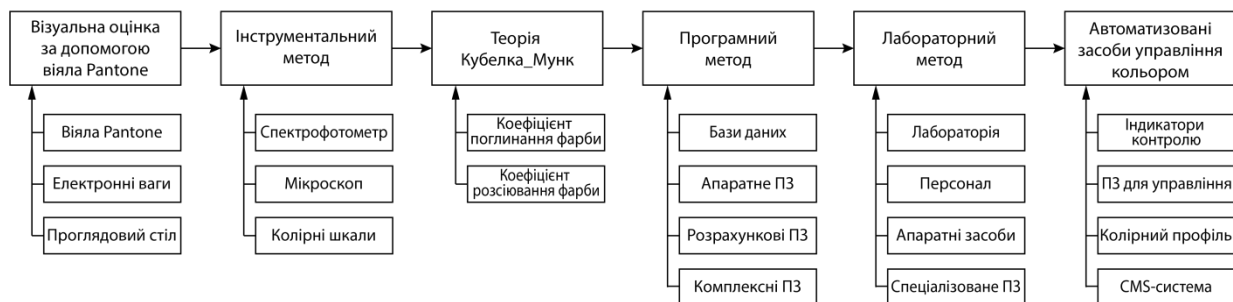 Візуальна оцінка
за допомогою
віяла Pantone
Віяла Pantone
Електронні ваги
Проглядовий стіл
Інструментальний
метод
Спектрофотометр
Мікроскоп
Колірні шкали
Теорія
Кубелка_Мунк
Коефіцієнт
поглинання фарби
Коефіцієнт
розсіювання фарби
Програмний
метод
Бази даних
Апаратне ПЗ
Розрахункові ПЗ
Комплексні ПЗ
Лабораторний
метод
Лабораторія
Персонал
Апаратні засоби
Спеціалізоване ПЗ
Автоматизовані
засоби управління
кольором
Індикатори
контролю
ПЗ для управління
Колірний профіль
CMS-система